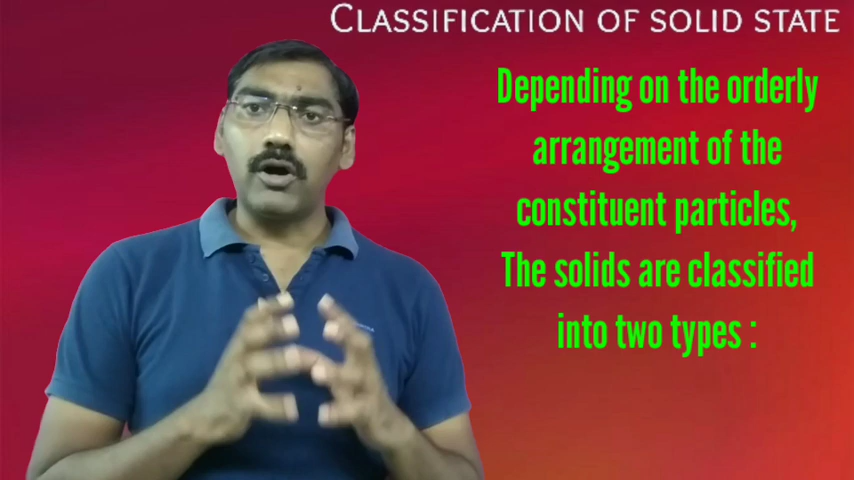 CLASSIFICATION OF SOLID STATE
Depending on the orderly
arrangement of the
constituent particles,
The solids are classified
into two types :